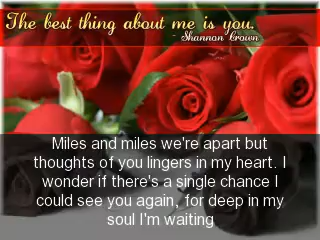 The best thing about me is you.
- Shannon Crown
Miles and miles we're apart but
thoughts of you lingers in my heart. I
wonder if there's a single chance I
could see you again, for deep in my
soul I'm waiting